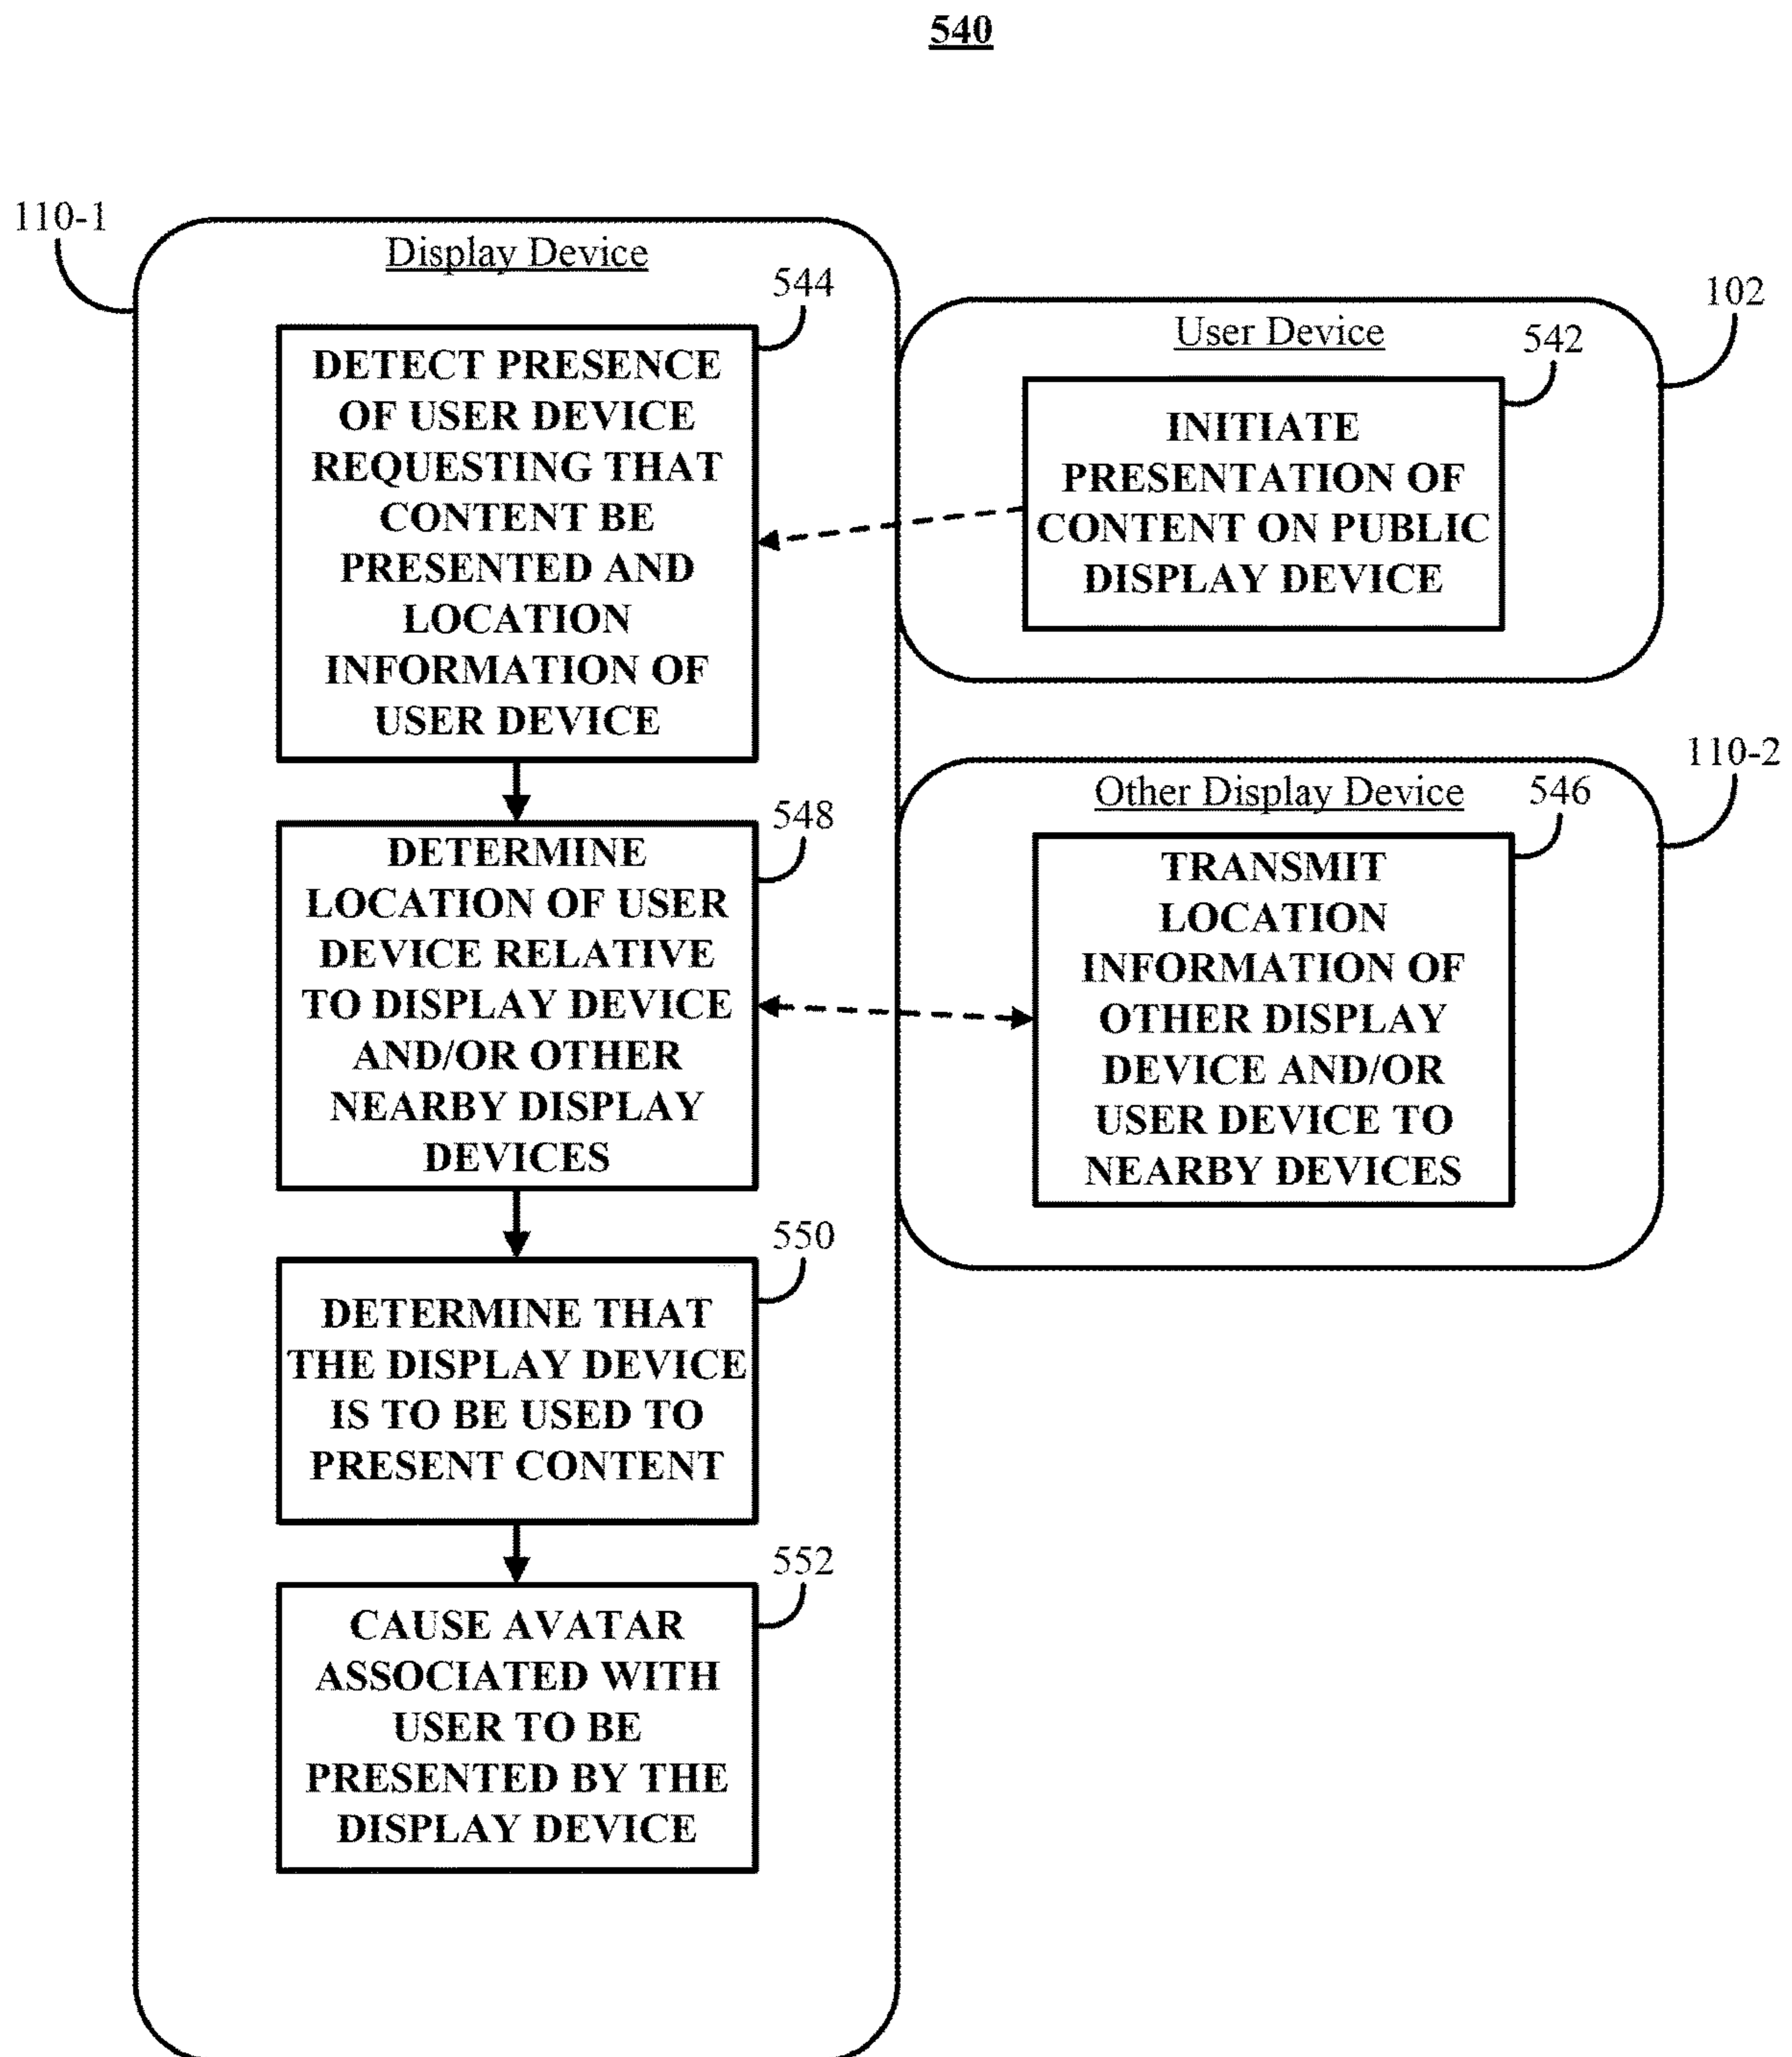 540
110-1
Display Device
544
DETECT PRESENCE
OF USER DEVICE
REQUESTING THAT
CONTENT BE
PRESENTED AND
LOCATION
INFORMATION OF
USER DEVICE
102
User Device
542
INITIATE
PRESENTATION OF
CONTENT ON PUBLIC
DISPLAY DEVICE
110-2
Other Display Device
546
TRANSMIT
LOCATION
INFORMATION OF
OTHER DISPLAY
DEVICE AND/OR
USER DEVICE TO
NEARBY DEVICES
548
DETERMINE
LOCATION OF USER
DEVICE RELATIVE
TO DISPLAY DEVICE
AND/OR OTHER
NEARBY DISPLAY
DEVICES
550
DETERMINE THAT
THE DISPLAY DEVICE
IS TO BE USED TO
PRESENT CONTENT
552
CAUSE AVATAR
ASSOCIATED WITH
USER TO BE
PRESENTED BY THE
DISPLAY DEVICE